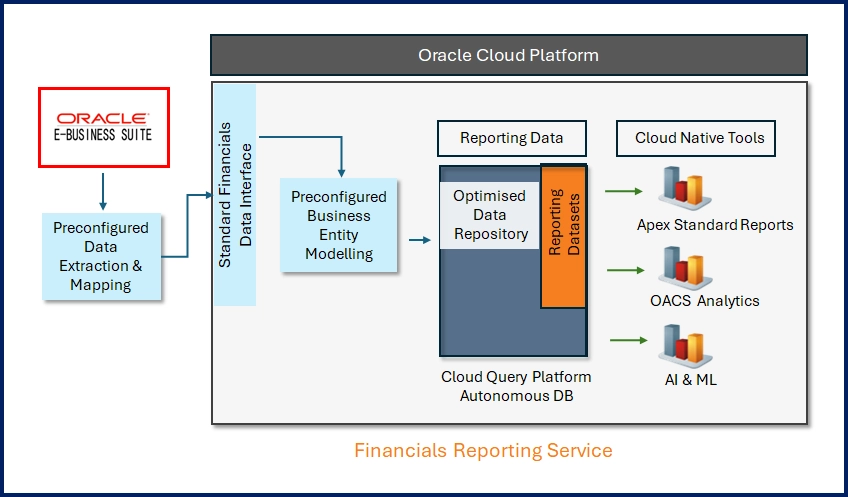 Oracle Cloud Platform
ORACLE
E-BUSINESS SUITE
Preconfigured
Data
Extraction &
Mapping
Standard Financials
Data Interface
Preconfigured
Business
Entity
Modelling
Reporting Data
Optimised
Data
Repository
Reporting
Datasets
Cloud Query Platform
Autonomous DB
Cloud Native Tools
Apex Standard Reports
OACS Analytics
AI & ML
Financials Reporting Service